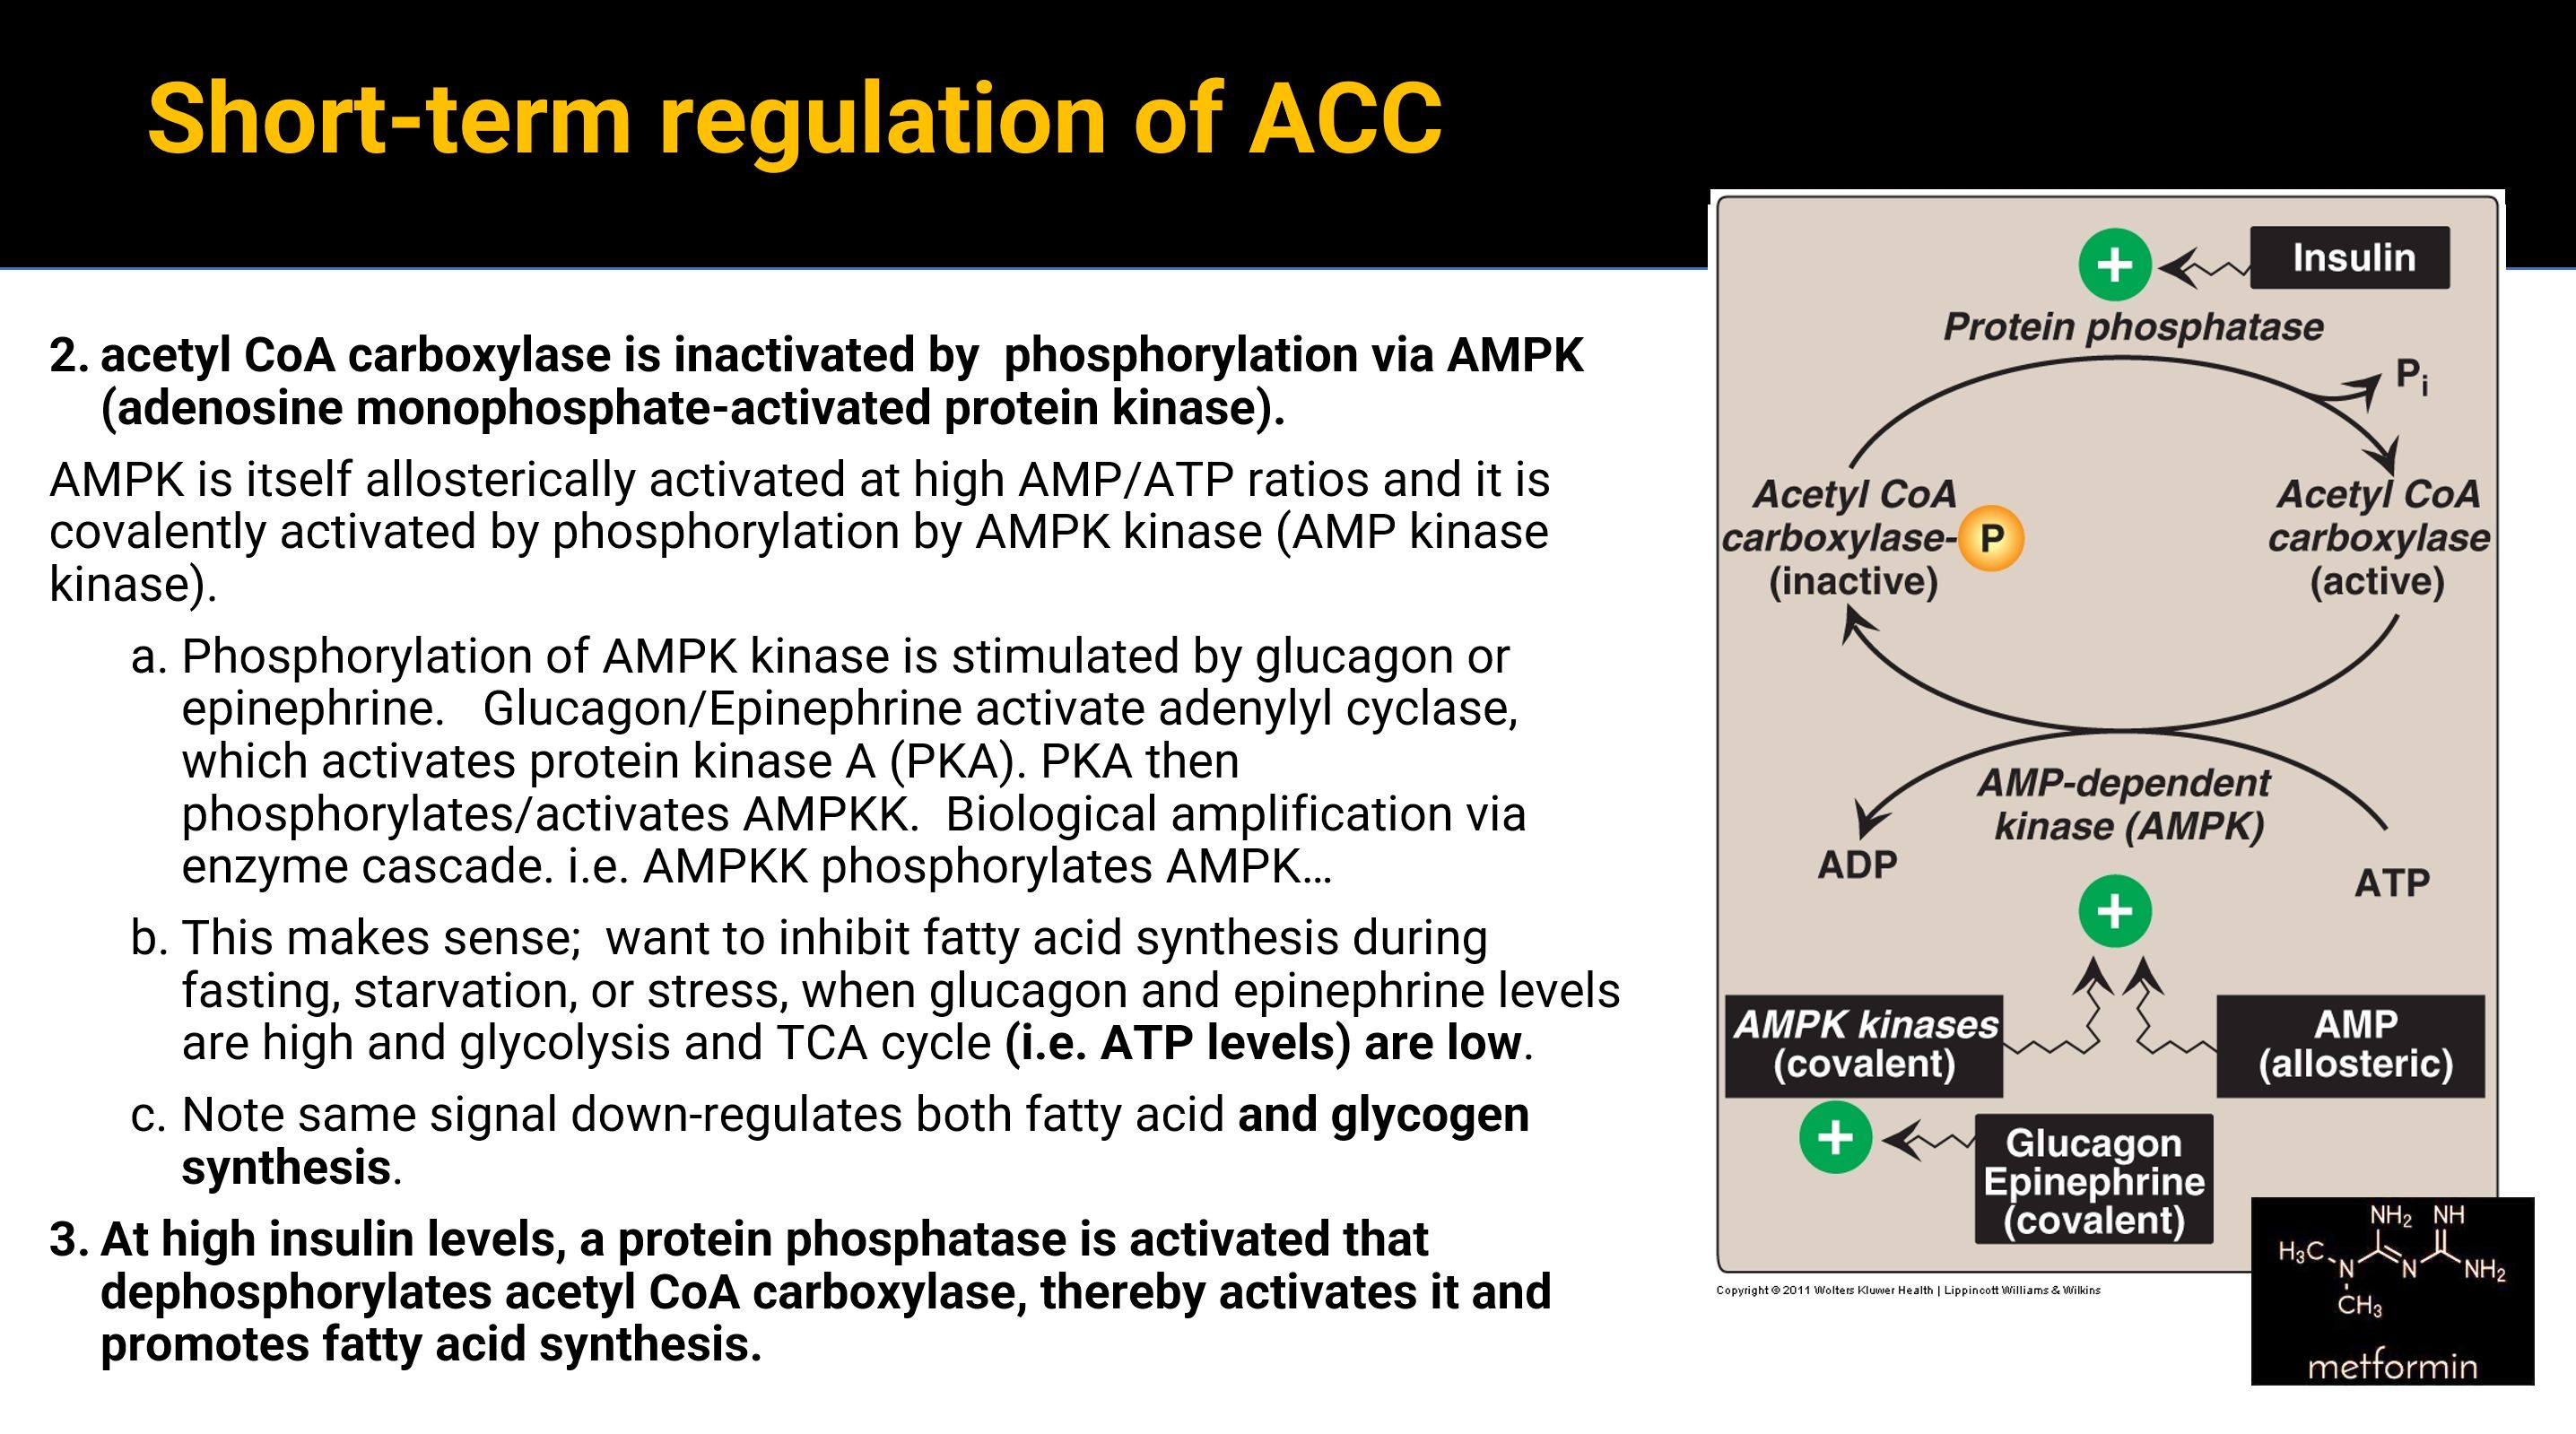 Short-term regulation of ACC
2. acetyl CoA carboxylase is inactivated by  phosphorylation via AMPK
(adenosine monophosphate-activated protein kinase).
AMPK is itself allosterically activated at high AMP/ATP ratios and it is
covalently activated by phosphorylation by AMPK kinase (AMP kinase
kinase).
a. Phosphorylation of AMPK kinase is stimulated by glucagon or
epinephrine.   Glucagon/Epinephrine activate adenylyl cyclase,
which activates protein kinase A (PKA). PKA then
phosphorylates/activates AMPKK.  Biological amplification via
enzyme cascade. i.e. AMPKK phosphorylates AMPK…
b. This makes sense;  want to inhibit fatty acid synthesis during
fasting, starvation, or stress, when glucagon and epinephrine levels
are high and glycolysis and TCA cycle (i.e. ATP levels) are low.
c. Note same signal down-regulates both fatty acid and glycogen
synthesis.
3. At high insulin levels, a protein phosphatase is activated that
dephosphorylates acetyl CoA carboxylase, thereby activates it and
promotes fatty acid synthesis.
+
Insulin
Protein phosphatase
Pi
Acetyl CoA
carboxylase-P
(inactive)
Acetyl CoA
carboxylase
(active)
AMP-dependent
kinase (AMPK)
ADP
ATP
+
AMPK kinases
(covalent)
AMP
(allosteric)
+
Glucagon
Epinephrine
(covalent)
Copyright © 2011 Wolters Kluwer Health | Lippincott Williams & Wilkins
NH2 NH
H3C N N NH2
CH3
metformin